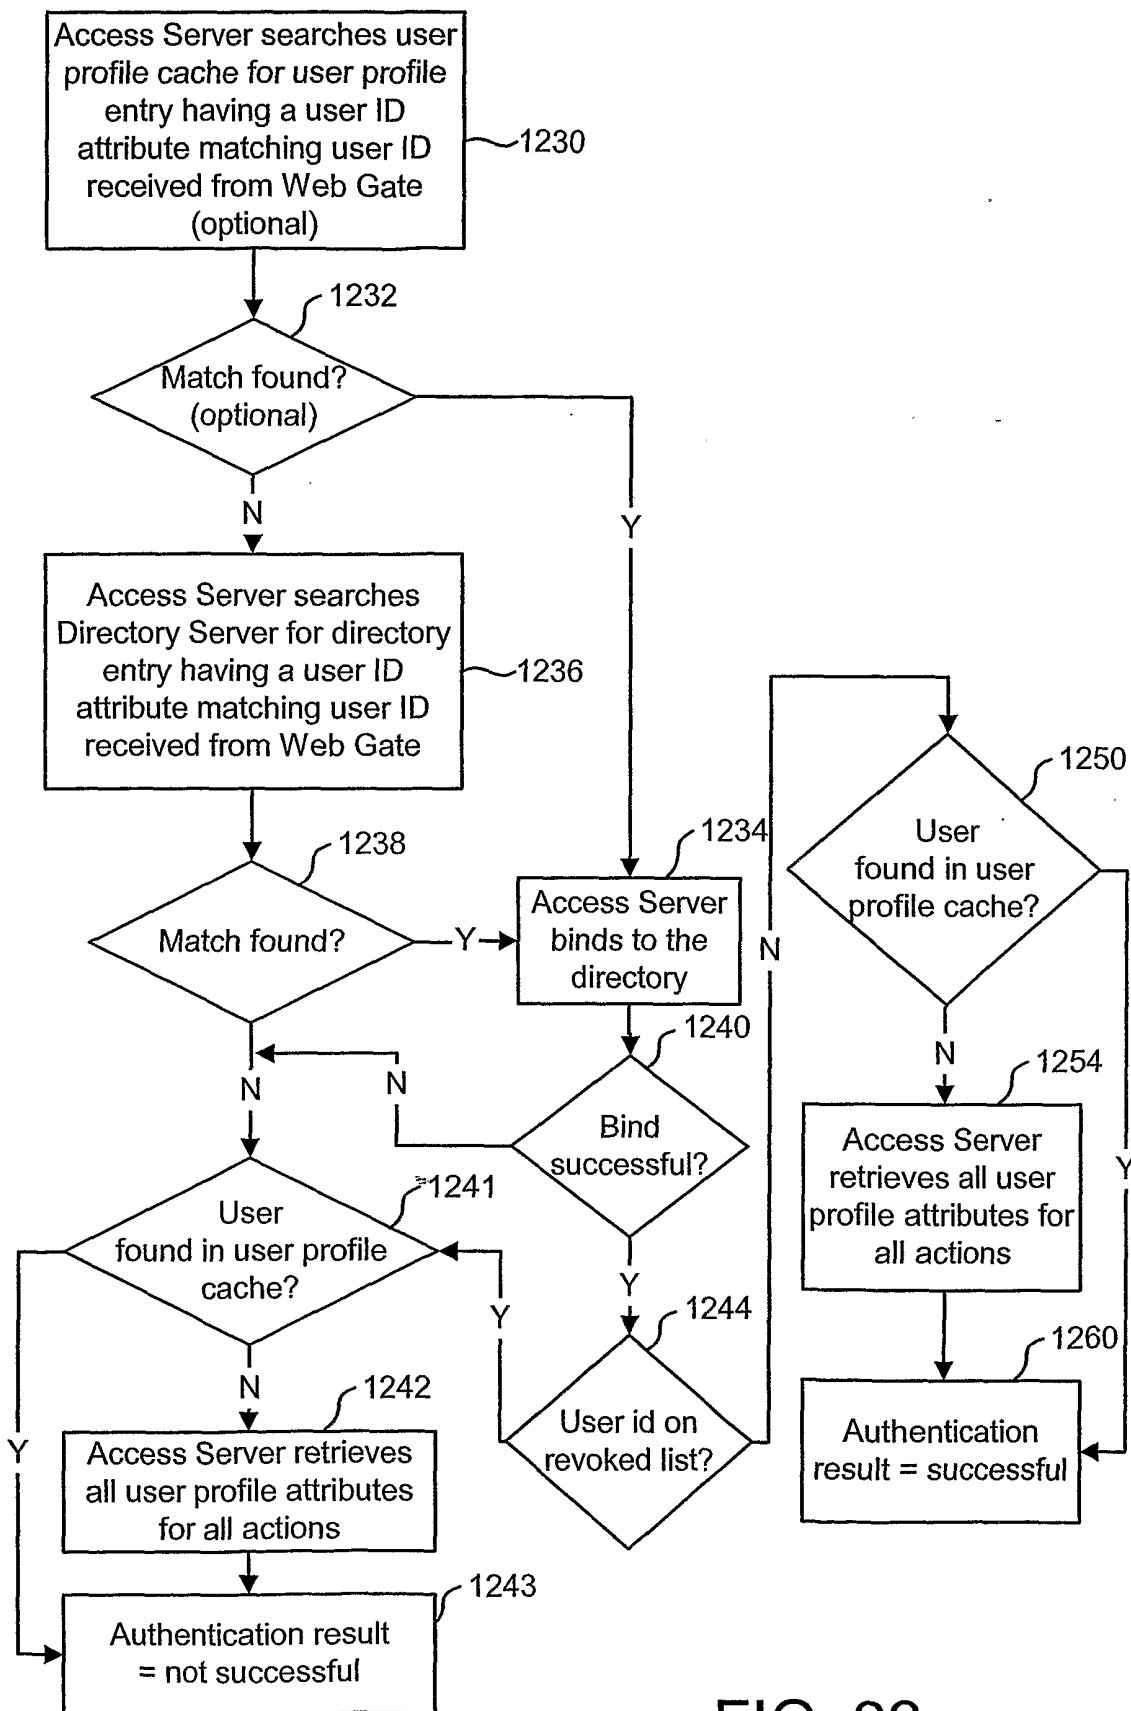 Access Server searches user
profile cache for user profile
entry having a user ID
attribute matching user ID
received from Web Gate
(optional)
1230
1232
Match found?
(optional)
N
Y
Access Server searches
Directory Server for directory
entry having a user ID
attribute matching user ID
received from Web Gate
1236
1238
Match found?
Y
1234
Access Server
binds to the
directory
N
1240
Bind
successful?
N
Y
1241
User
found in user profile
cache?
Y
N
1242
Access Server retrieves
all user profile attributes
for all actions
Y
1243
Authentication result
= not successful
1244
User id on
revoked list?
N
1250
User
found in user
profile cache?
N
Y
1254
Access Server
retrieves all user
profile attributes for
all actions
1260
Authentication
result = successful
FIG.